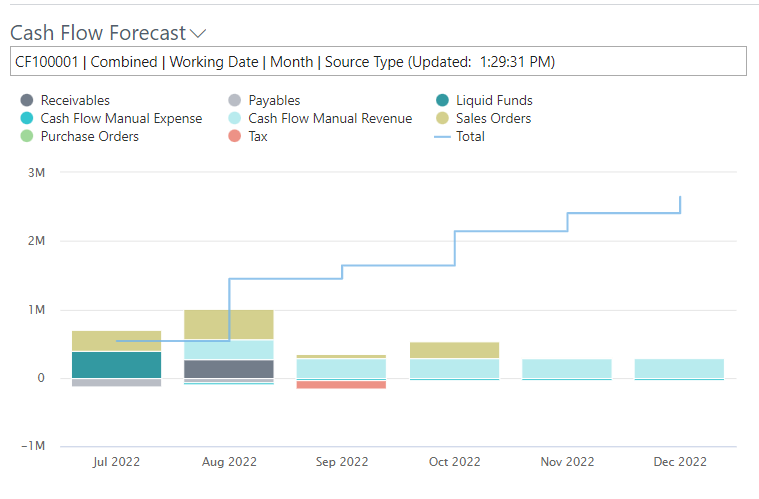 Cash Flow Forecast
CF100001 | Combined | Working Date | Month | Source Type (Updated:  1:29:31 PM)
Receivables Payables Liquid Funds
Cash Flow Manual Expense Cash Flow Manual Revenue Sales Orders
Purchase Orders Tax Total
3M
2M
1M
0
-1M
Jul 2022 Aug 2022 Sep 2022 Oct 2022 Nov 2022 Dec 2022